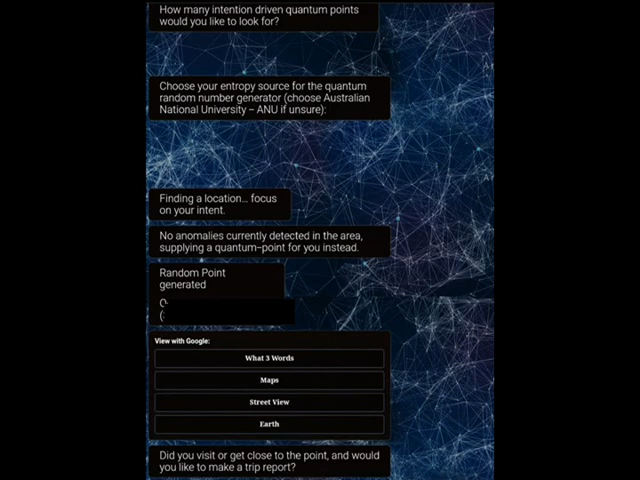 How many intention driven quantum points
would you like to look for?
Choose your entropy source for the quantum
random number generator (choose Australian
National University – ANU if unsure):
Finding a location... focus
on your intent.
No anomalies currently detected in the area,
supplying a quantum-point for you instead.
Random Point
generated
View with Google:
What 3 Words
Maps
Street View
Earth
Did you visit or get close to the point, and would
you like to make a trip report?